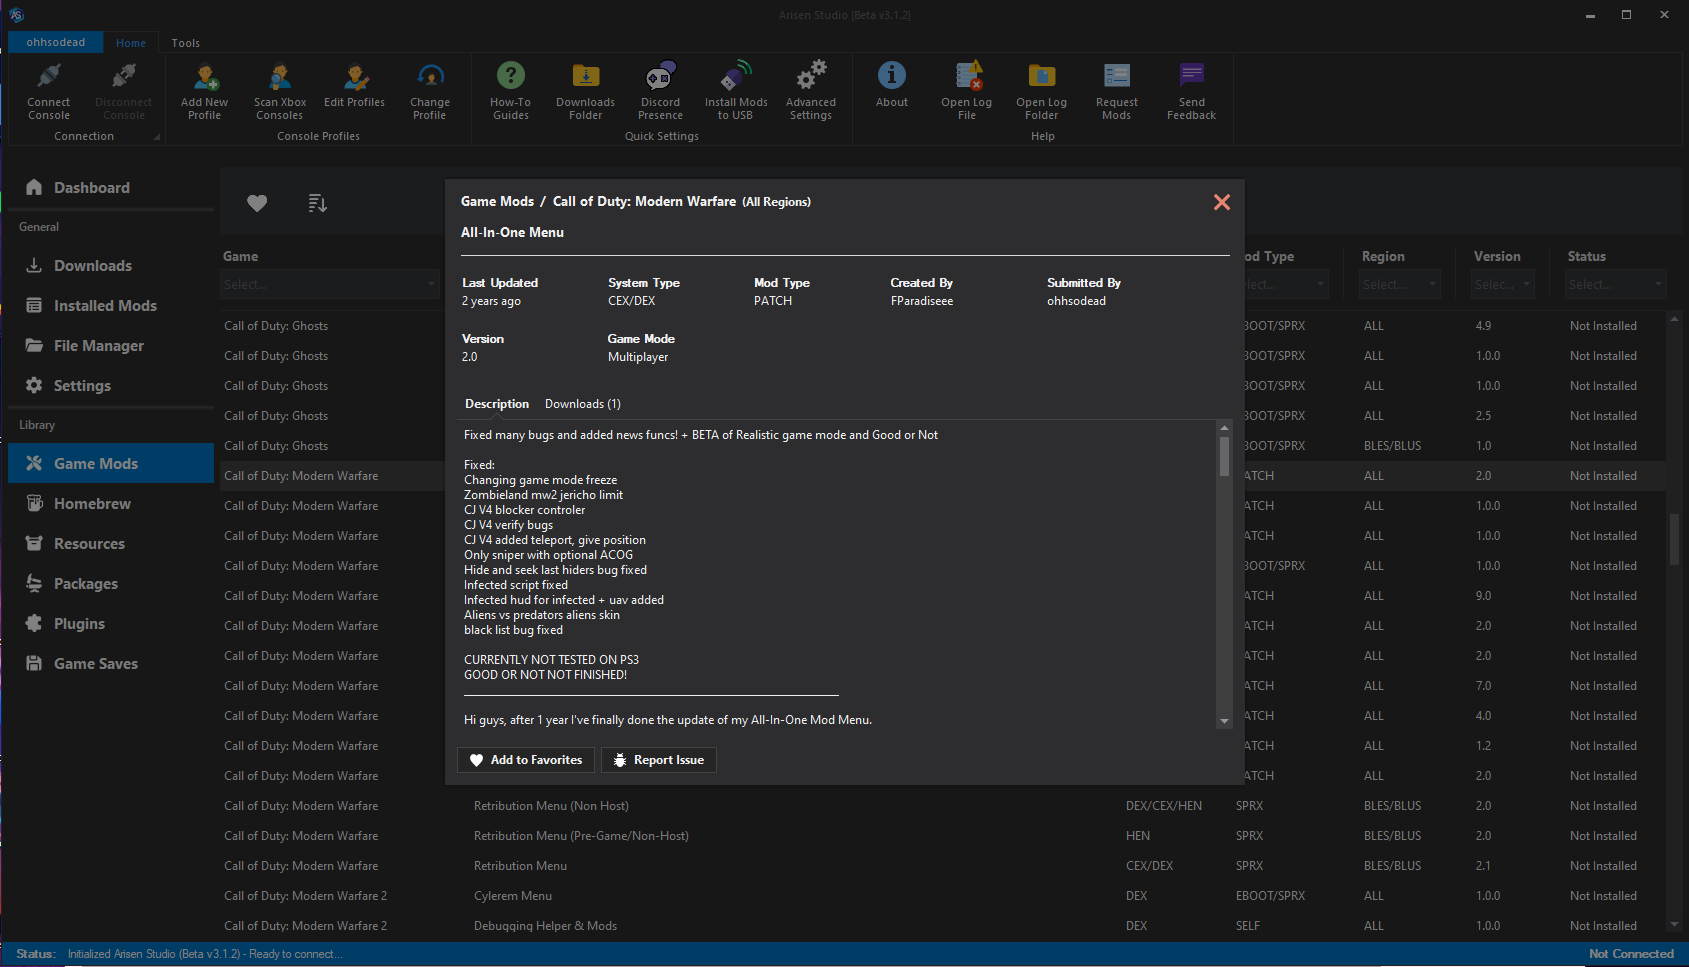 Arisen Studio [Beta v3.1.2]
ohhsodead Home Tools
Connect Console
Disconnect Console
Connection
Add New Profile
Scan Xbox Consoles
Edit Profiles
Change Profile
Console Profiles
How-To Guides
Downloads Folder
Discord Presence
Install Mods to USB
Advanced Settings
Quick Settings
About
Open Log File
Open Log Folder
Request Mods
Send Feedback
Help
Dashboard
General
Downloads
Installed Mods
File Manager
Settings
Library
Game Mods
Homebrew
Resources
Packages
Plugins
Game Saves
Game Mods / Call of Duty: Modern Warfare (All Regions)
All-In-One Menu
Last Updated System Type Mod Type Created By Submitted By
2 years ago CEX/DEX PATCH FParadiseee ohhsodead
Version Game Mode
2.0 Multiplayer
Description Downloads (1)
Fixed many bugs and added news funcs! + BETA of Realistic game mode and Good or Not
Fixed:
Changing game mode freeze
Zombieland mw2 jericho limit
CJ V4 blocker controler
CJ V4 verify bugs
CJ V4 added teleport, give position
Only sniper with optional ACOG
Hide and seek last hiders bug fixed
Infected script fixed
Infected hud for infected + uav added
Aliens vs predators aliens skin
black list bug fixed
CURRENTLY NOT TESTED ON PS3
GOOD OR NOT NOT FINISHED!
Hi guys, after 1 year I've finally done the update of my All-In-One Mod Menu.
Add to Favorites Report Issue
Game od Type Region Version Status
Select... lect... Select... Selec... Select...
Call of Duty: Ghosts BOOT/SPRX ALL 4.9 Not Installed
Call of Duty: Ghosts BOOT/SPRX ALL 1.0.0 Not Installed
Call of Duty: Ghosts BOOT/SPRX ALL 1.0.0 Not Installed
Call of Duty: Ghosts BOOT/SPRX ALL 2.5 Not Installed
Call of Duty: Ghosts BOOT/SPRX BLES/BLUS 1.0 Not Installed
Call of Duty: Modern Warfare ATCH ALL 2.0 Not Installed
Call of Duty: Modern Warfare ATCH ALL 1.0.0 Not Installed
Call of Duty: Modern Warfare ATCH ALL 1.0.0 Not Installed
Call of Duty: Modern Warfare BOOT/SPRX ALL 1.0.0 Not Installed
Call of Duty: Modern Warfare ATCH ALL 9.0 Not Installed
Call of Duty: Modern Warfare ATCH ALL 2.0 Not Installed
Call of Duty: Modern Warfare ATCH ALL 2.0 Not Installed
Call of Duty: Modern Warfare ATCH ALL 7.0 Not Installed
Call of Duty: Modern Warfare ATCH ALL 4.0 Not Installed
Call of Duty: Modern Warfare ATCH ALL 1.2 Not Installed
Call of Duty: Modern Warfare ATCH ALL 2.0 Not Installed
Call of Duty: Modern Warfare Retribution Menu (Non Host) DEX/CEX/HEN SPRX BLES/BLUS 2.0 Not Installed
Call of Duty: Modern Warfare Retribution Menu (Pre-Game/Non-Host) HEN SPRX BLES/BLUS 2.0 Not Installed
Call of Duty: Modern Warfare Retribution Menu CEX/DEX SPRX BLES/BLUS 2.1 Not Installed
Call of Duty: Modern Warfare 2 Cylerem Menu DEX EBOOT/SPRX ALL 1.0.0 Not Installed
Call of Duty: Modern Warfare 2 Debugging Helper & Mods DEX SELF ALL 1.0.0 Not Installed
Status: Initialized Arisen Studio (Beta v3.1.2) - Ready to connect... Not Connected